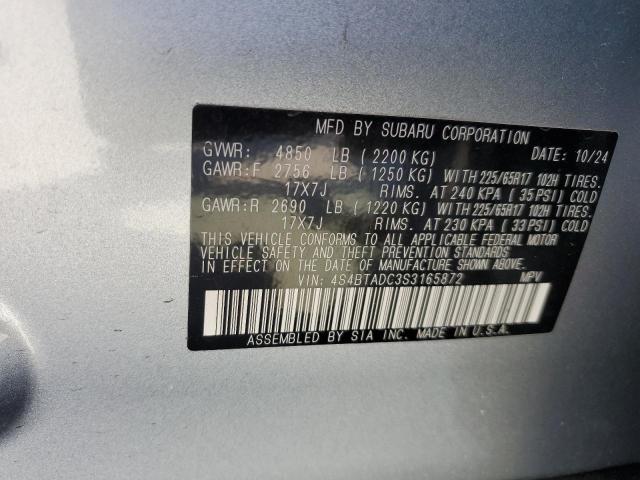 MFD BY SUBARU CORPORATION
GVWR: 4850 LB (2200 KG) DATE: 10/24
GAWR:F 2756 LB (1250 KG) WITH 225/65R17 102H TIRES.
17X7J RIMS. AT 240 KPA (35 PSI) COLD
GAWR:R 2690 LB (1220 KG) WITH 225/65R17 102H TIRES.
17X7J RIMS. AT 230 KPA (33 PSI) COLD
THIS VEHICLE CONFORMS TO ALL APPLICABLE FEDERAL MOTOR
VEHICLE SAFETY AND THEFT PREVENTION STANDARDS
IN EFFECT ON THE DATE OF MANUFACTURE SHOWN ABOVE.
VIN: 4S4BTADC3S3165872 MPV
ASSEMBLED BY SIA INC. MADE IN U.S.A.